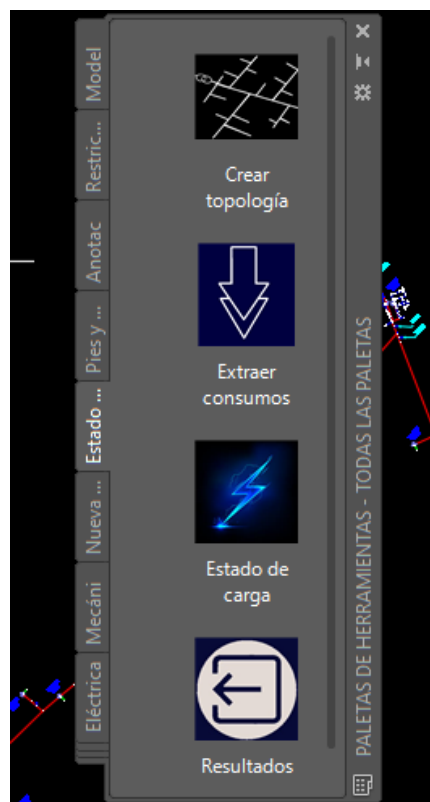 Model
Restric...
Anotac
Pies y ...
Estado ...
Nueva ...
Mecáni
Eléctrica
Crear
topología
Extraer
consumos
Estado de
carga
Resultados
PALETAS DE HERRAMIENTAS - TODAS LAS PALETAS